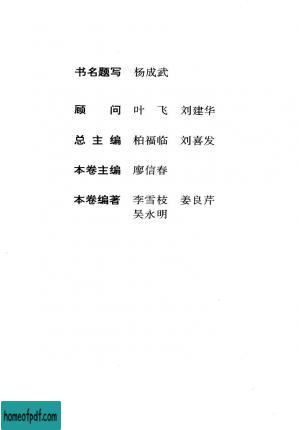 书名题写 杨成武
顾 问 叶 飞 刘建华
总 主 编 柏福临 刘喜发
本卷主编 廖信春
本卷编著 李雪枝 姜良芹
吴永明
homeofpdf.com